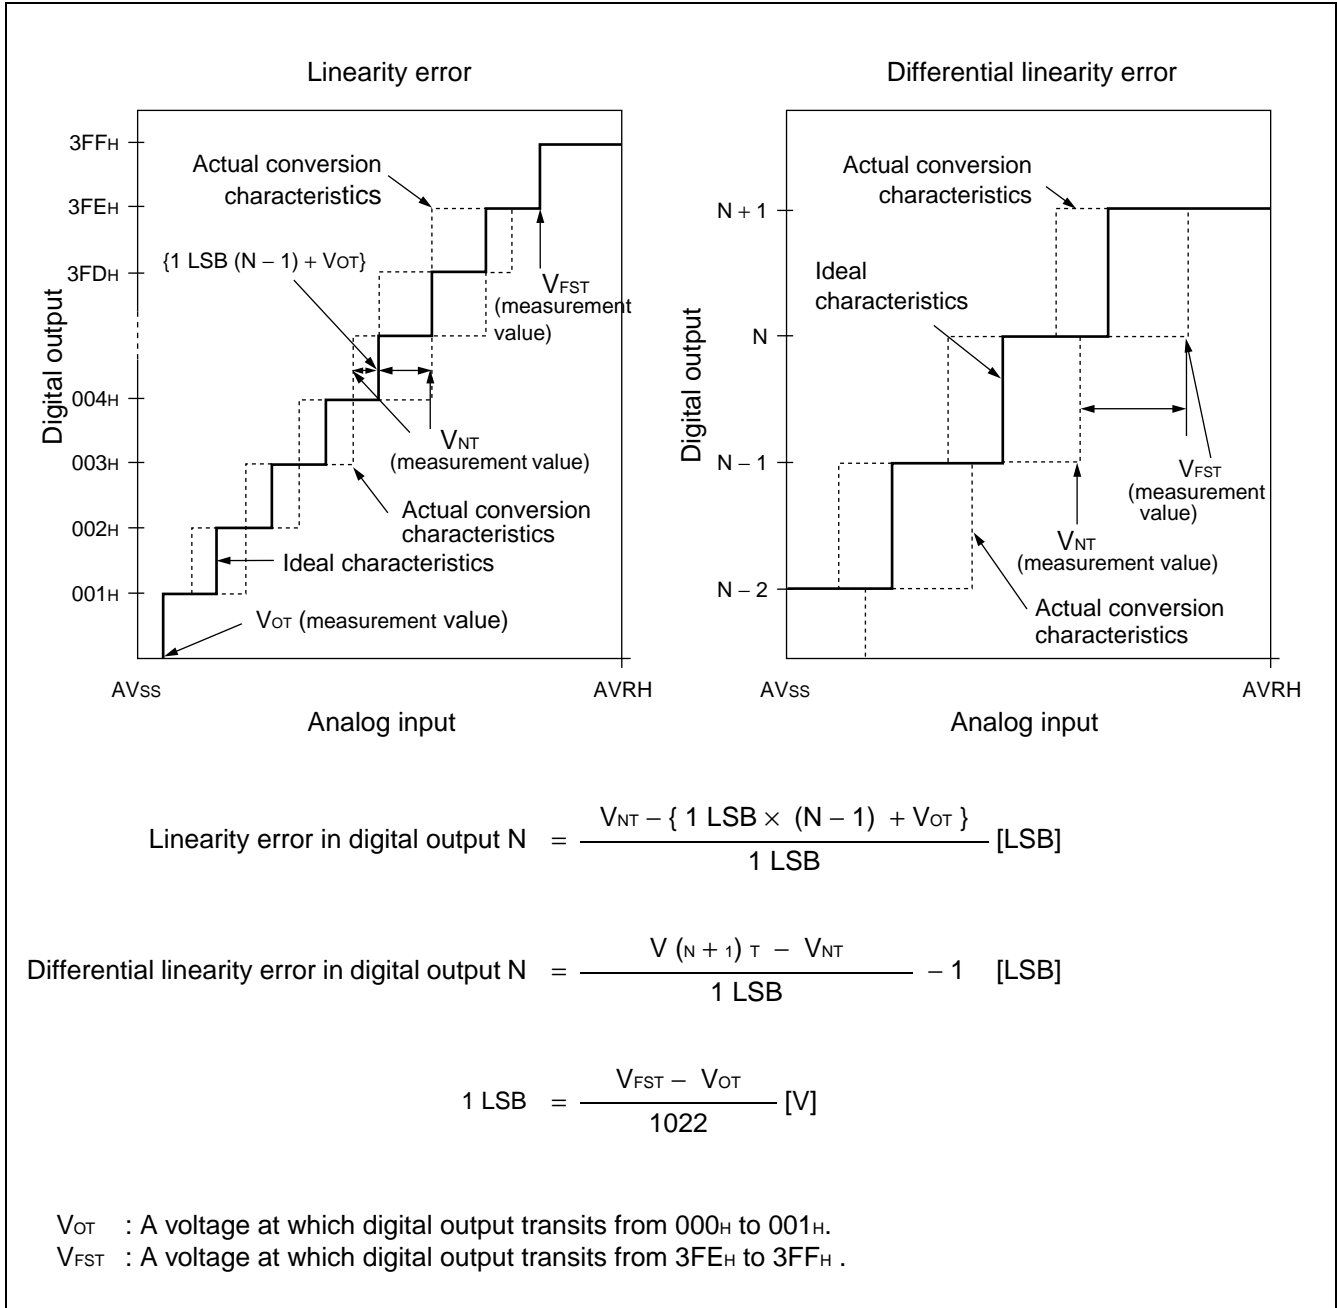 Linearity error
3FFH
3FEH
3FDH
004H
003H
002H
001H
Digital output
Actual conversion
characteristics
{1 LSB (N − 1) + VOT}
VFST
(measurement
value)
VNT
(measurement value)
Actual conversion
characteristics
Ideal characteristics
VOT (measurement value)
AVSS
AVRH
Analog input
Differential linearity error
N + 1
N
N − 1
N − 2
Digital output
Actual conversion
characteristics
Ideal
characteristics
VFST
(measurement
value)
VNT
(measurement value)
Actual conversion
characteristics
AVSS
AVRH
Analog input
Linearity error in digital output N = VNT − { 1 LSB × (N − 1) + VOT }
1 LSB
[LSB]
Differential linearity error in digital output N = V (N + 1) T − VNT
1 LSB
− 1 [LSB]
1 LSB = VFST − VOT
1022
[V]
VOT : A voltage at which digital output transits from 000H to 001H.
VFST : A voltage at which digital output transits from 3FEH to 3FFH .